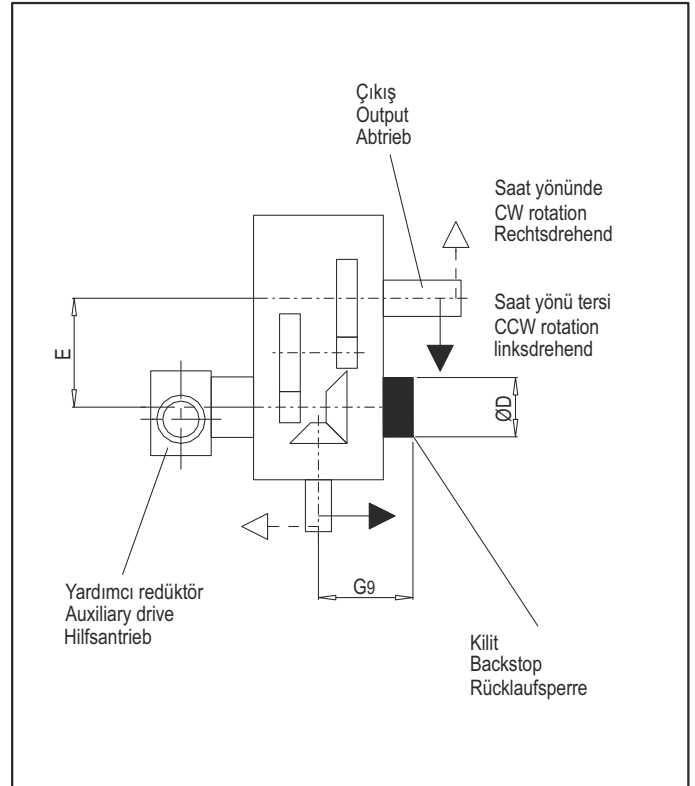 Çıkış
Output
Abtrieb
Saat yönünde
CW rotation
Rechtsdrehend
Saat yönü tersi
CCW rotation
linksdrehend
E
ØD
G9
Yardımcı redüktör
Auxiliary drive
Hilfsantrieb
Kilit
Backstop
Rücklaufsperre